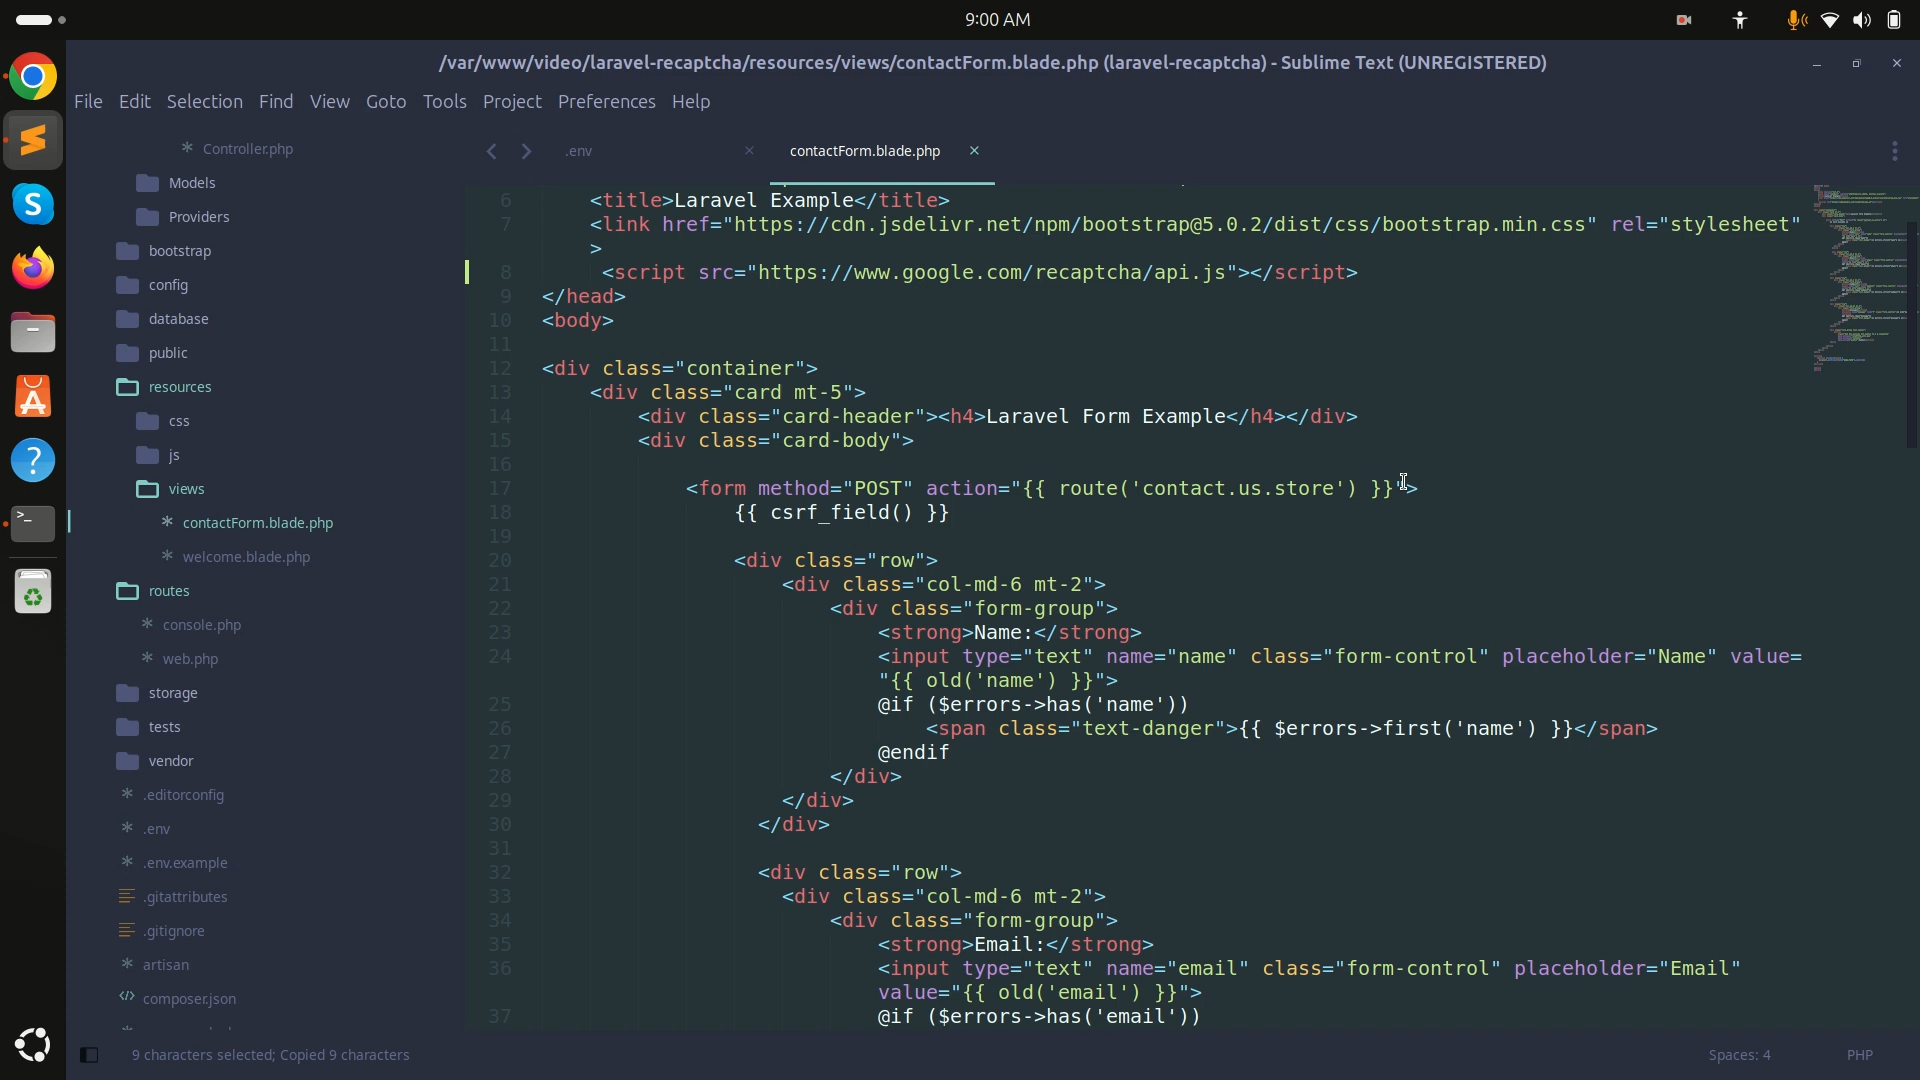 9:00 AM
/var/www/video/laravel-recaptcha/resources/views/contactForm.blade.php (laravel-recaptcha) - Sublime Text (UNREGISTERED)
File Edit Selection Find View Goto Tools Project Preferences Help
Controller.php
Models
Providers
bootstrap
config
database
public
resources
css
js
views
contactForm.blade.php
welcome.blade.php
routes
console.php
web.php
storage
tests
vendor
.editorconfig
.env
.env.example
.gitattributes
.gitignore
artisan
composer.json
.env
contactForm.blade.php
6 <title>Laravel Example</title>
7 <link href="https://cdn.jsdelivr.net/npm/bootstrap@5.0.2/dist/css/bootstrap.min.css" rel="stylesheet"
>
8 <script src="https://www.google.com/recaptcha/api.js"></script>
9 </head>
10 <body>
11
12 <div class="container">
13 <div class="card mt-5">
14 <div class="card-header"><h4>Laravel Form Example</h4></div>
15 <div class="card-body">
16
17 <form method="POST" action="{{ route('contact.us.store') }}">
18 {{ csrf_field() }}
19
20 <div class="row">
21 <div class="col-md-6 mt-2">
22 <div class="form-group">
23 <strong>Name:</strong>
24 <input type="text" name="name" class="form-control" placeholder="Name" value=
"{{ old('name') }}">
25 @if ($errors->has('name'))
26 <span class="text-danger">{{ $errors->first('name') }}</span>
27 @endif
28 </div>
29 </div>
30 </div>
31
32 <div class="row">
33 <div class="col-md-6 mt-2">
34 <div class="form-group">
35 <strong>Email:</strong>
36 <input type="text" name="email" class="form-control" placeholder="Email"
value="{{ old('email') }}">
37 @if ($errors->has('email'))
9 characters selected; Copied 9 characters
Spaces: 4
PHP